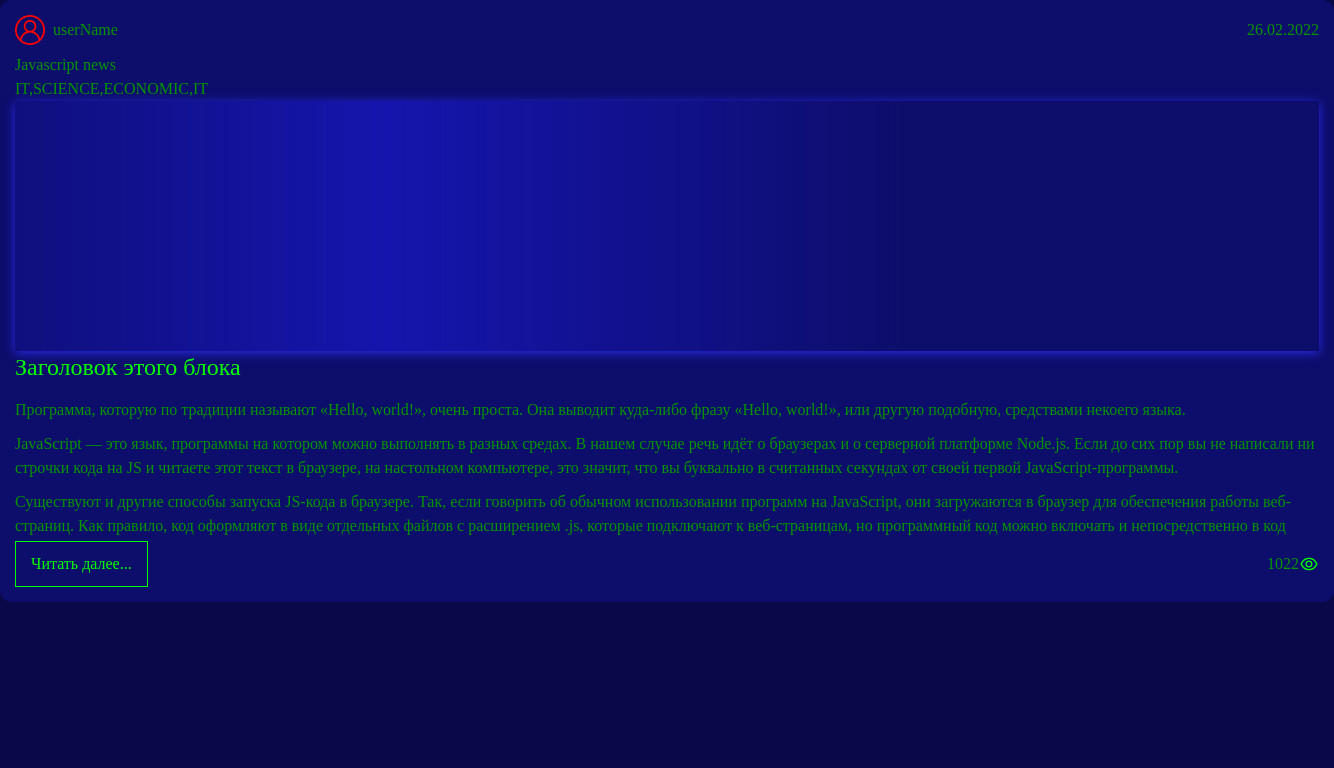 userName
26.02.2022
Javascript news
IT,SCIENCE,ECONOMIC,IT
Заголовок этого блока
Программа, которую по традиции называют «Hello, world!», очень проста. Она выводит куда-либо фразу «Hello, world!», или другую подобную, средствами некоего языка.
JavaScript — это язык, программы на котором можно выполнять в разных средах. В нашем случае речь идёт о браузерах и о серверной платформе Node.js. Если до сих пор вы не написали ни
строчки кода на JS и читаете этот текст в браузере, на настольном компьютере, это значит, что вы буквально в считанных секундах от своей первой JavaScript-программы.
Существуют и другие способы запуска JS-кода в браузере. Так, если говорить об обычном использовании программ на JavaScript, они загружаются в браузер для обеспечения работы веб-
страниц. Как правило, код оформляют в виде отдельных файлов с расширением .js, которые подключают к веб-страницам, но программный код можно включать и непосредственно в код
Читать далее...
1022